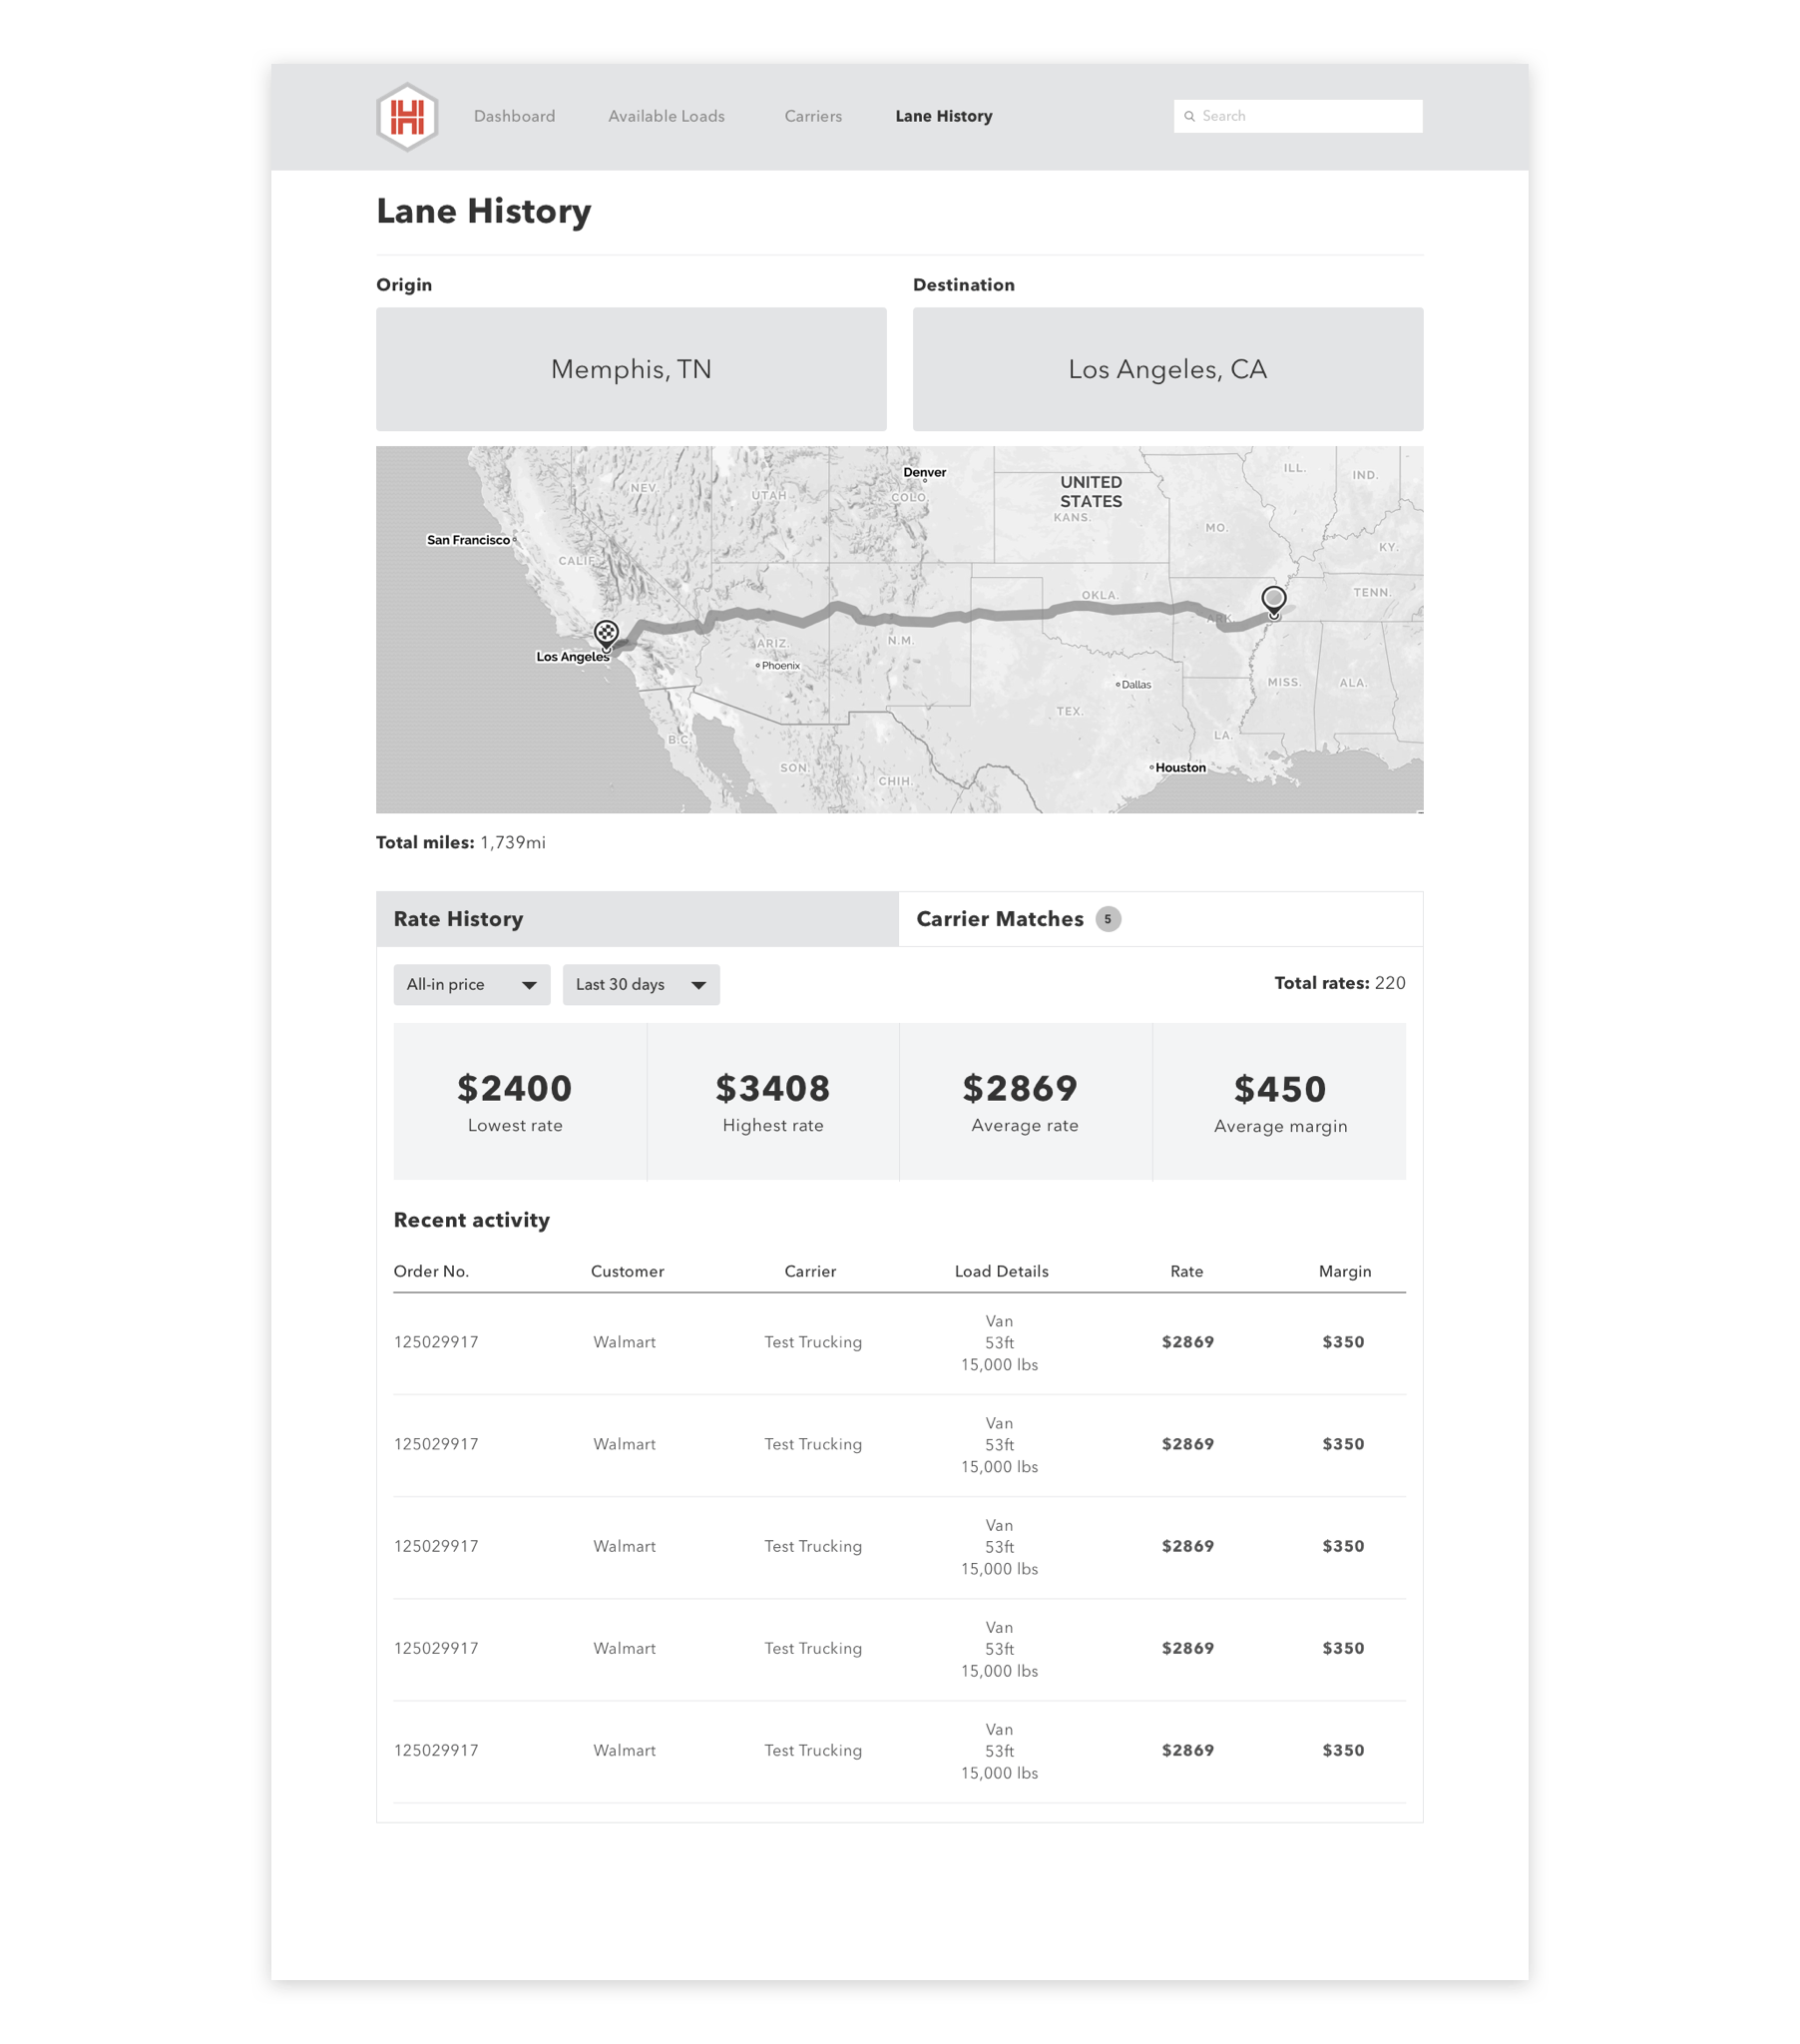 Dashboard Available Loads Carriers Lane History Search
Lane History
Origin Destination
Memphis, TN Los Angeles, CA
Denver
UNITED
STATES
ILL.
IND.
NEV.
UTAH
COLO.
KANS.
MO.
San Francisco
KY.
CALIF.
OKLA.
TENN.
ARK.
Los Angeles
ARIZ.
N.M.
Phoenix
Dallas
MISS.
ALA.
TEX.
B.C.
LA.
SON.
CHIH.
Houston
Total miles: 1,739mi
Rate History Carrier Matches 5
All-in price Last 30 days Total rates: 220
$2400 $3408 $2869 $450
Lowest rate Highest rate Average rate Average margin
Recent activity
Order No. Customer Carrier Load Details Rate Margin
Van
125029917 Walmart Test Trucking 53ft $2869 $350
15,000 lbs
Van
125029917 Walmart Test Trucking 53ft $2869 $350
15,000 lbs
Van
125029917 Walmart Test Trucking 53ft $2869 $350
15,000 lbs
Van
125029917 Walmart Test Trucking 53ft $2869 $350
15,000 lbs
Van
125029917 Walmart Test Trucking 53ft $2869 $350
15,000 lbs